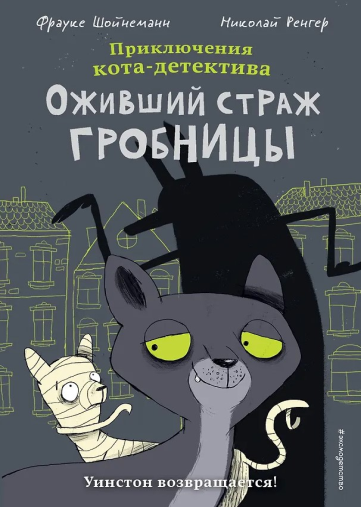 Фрауке Шойнеманн Николай Ренгер
Приключения
кота-детектива
Оживший страж
гробницы
Уинстон возвращается!
#эксмодетство